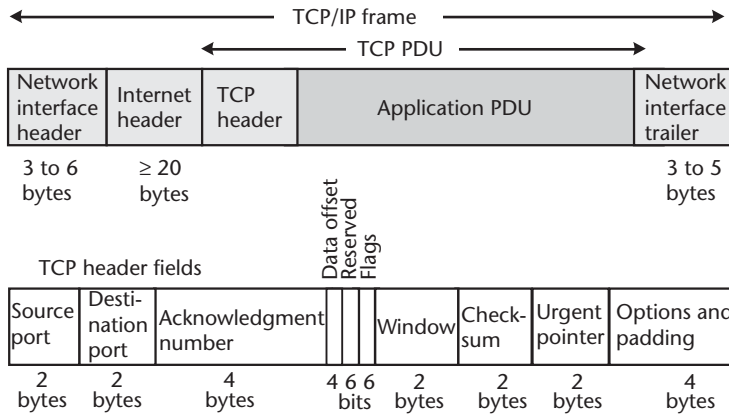 TCP/IP frame
TCP PDU
Network interface header
Internet header
TCP header
Application PDU
Network interface trailer
3 to 6 bytes
≥ 20 bytes
3 to 5 bytes
TCP header fields
Data offset
Reserved
Flags
Source port
Desti-nation port
Acknowledgment number
Window
Check-sum
Urgent pointer
Options and padding
2 bytes
2 bytes
4 bytes
4 6 6 bits
2 bytes
2 bytes
2 bytes
4 bytes